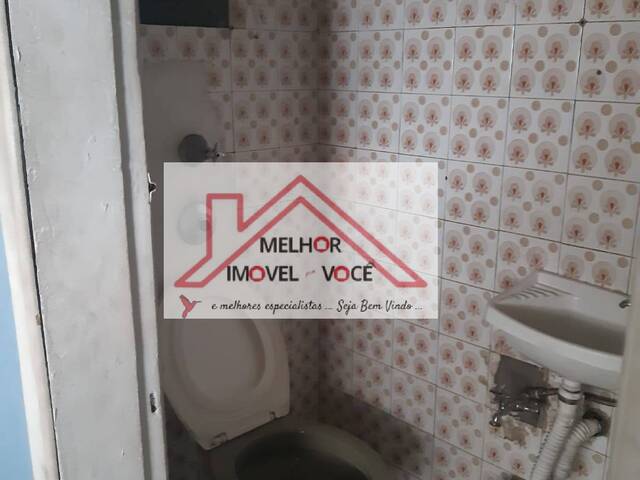 MELHOR
IMOVEL VOCÊ
e melhores especialistas ... Seja Bem Vindo ...